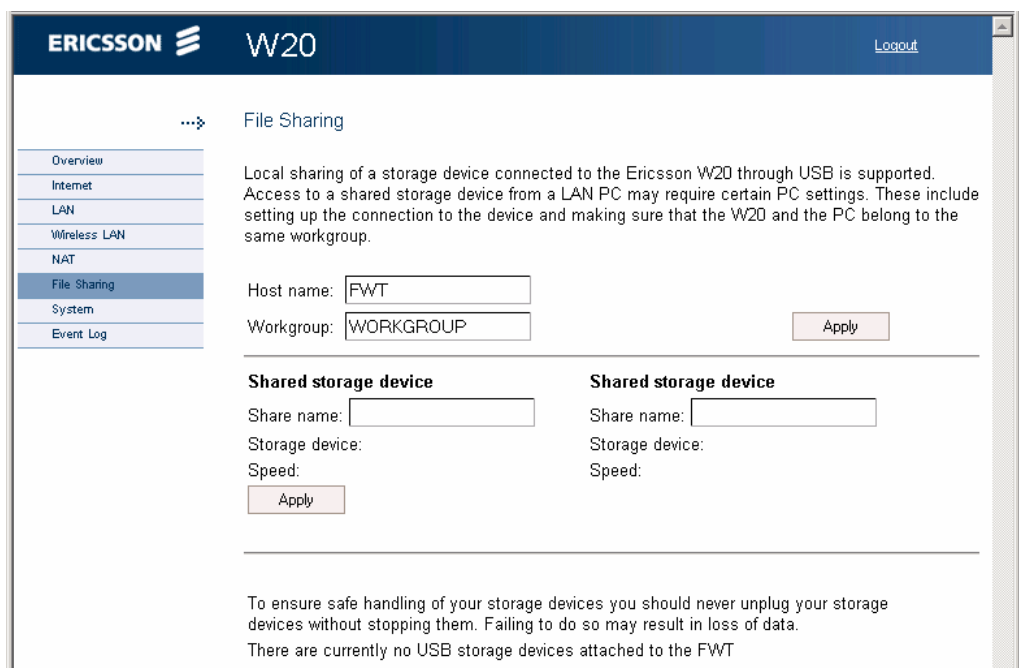 ERICSSON W20 Logout
File Sharing
Overview
Internet
LAN
Wireless LAN
NAT
File Sharing
System
Event Log
Local sharing of a storage device connected to the Ericsson W20 through USB is supported.
Access to a shared storage device from a LAN PC may require certain PC settings. These include
setting up the connection to the device and making sure that the W20 and the PC belong to the
same workgroup.
Host name: FWT
Workgroup: WORKGROUP Apply
Shared storage device Shared storage device
Share name: Share name:
Storage device: Storage device:
Speed: Speed:
Apply
To ensure safe handling of your storage devices you should never unplug your storage
devices without stopping them. Failing to do so may result in loss of data.
There are currently no USB storage devices attached to the FWT